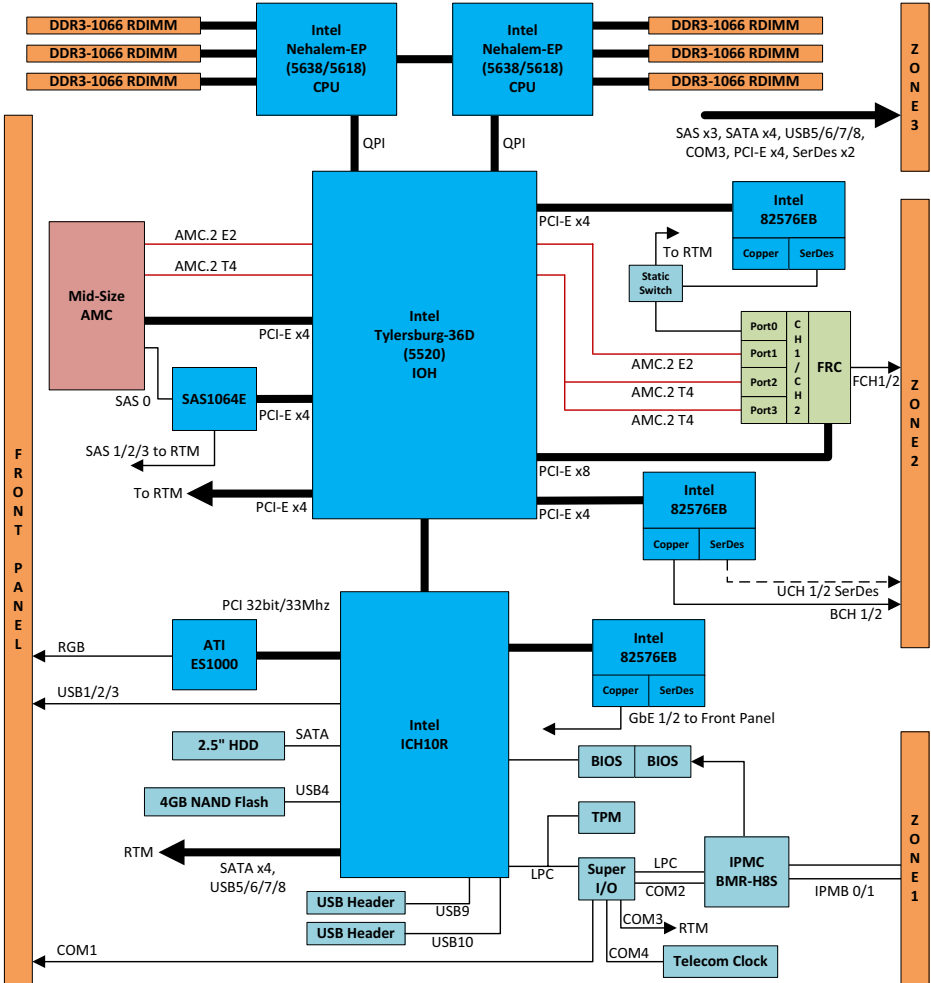 DDR3-1066 RDIMM
DDR3-1066 RDIMM
DDR3-1066 RDIMM
Intel
Nehalem-EP
(5638/5618)
CPU
Intel
Nehalem-EP
(5638/5618)
CPU
DDR3-1066 RDIMM
DDR3-1066 RDIMM
DDR3-1066 RDIMM
ZONE3
QPI
QPI
SAS x3, SATA x4, USB5/6/7/8,
COM3, PCI-E x4, SerDes x2
FRONT PANEL
Mid-Size
AMC
AMC.2 E2
AMC.2 T4
PCI-E x4
SAS 0
SAS1064E
PCI-E x4
SAS 1/2/3 to RTM
To RTM
PCI-E x4
Intel
Tylersburg-36D
(5520)
IOH
PCI-E x4
Intel
82576EB
Copper
SerDes
To RTM
Static
Switch
Port0
Port1
Port2
Port3
CH1/CH2
FRC
FCH1/2
AMC.2 E2
AMC.2 T4
AMC.2 T4
PCI-E x8
PCI-E x4
ZONE2
Intel
82576EB
Copper
SerDes
UCH 1/2 SerDes
BCH 1/2
PCI 32bit/33Mhz
RGB
ATI
ES1000
USB1/2/3
Intel
ICH10R
Intel
82576EB
Copper
SerDes
GbE 1/2 to Front Panel
2.5" HDD
SATA
4GB NAND Flash
USB4
RTM
SATA x4,
USB5/6/7/8
BIOS
BIOS
TPM
LPC
Super
I/O
LPC
COM2
IPMC
BMR-H8S
IPMB 0/1
ZONE1
USB Header
USB9
USB Header
USB10
COM3
RTM
COM1
COM4
Telecom Clock